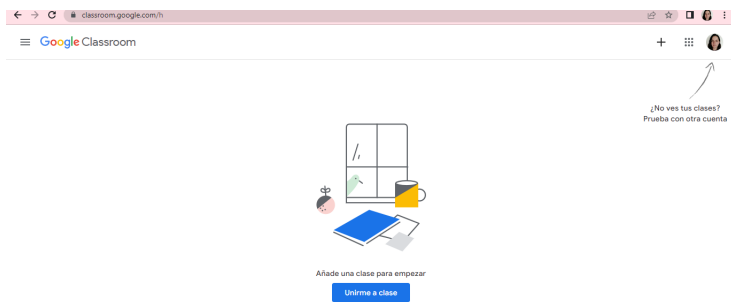 classroom.google.com/h
Google Classroom
¿No ves tus clases?
Prueba con otra cuenta
Añade una clase para empezar
Unirme a clase